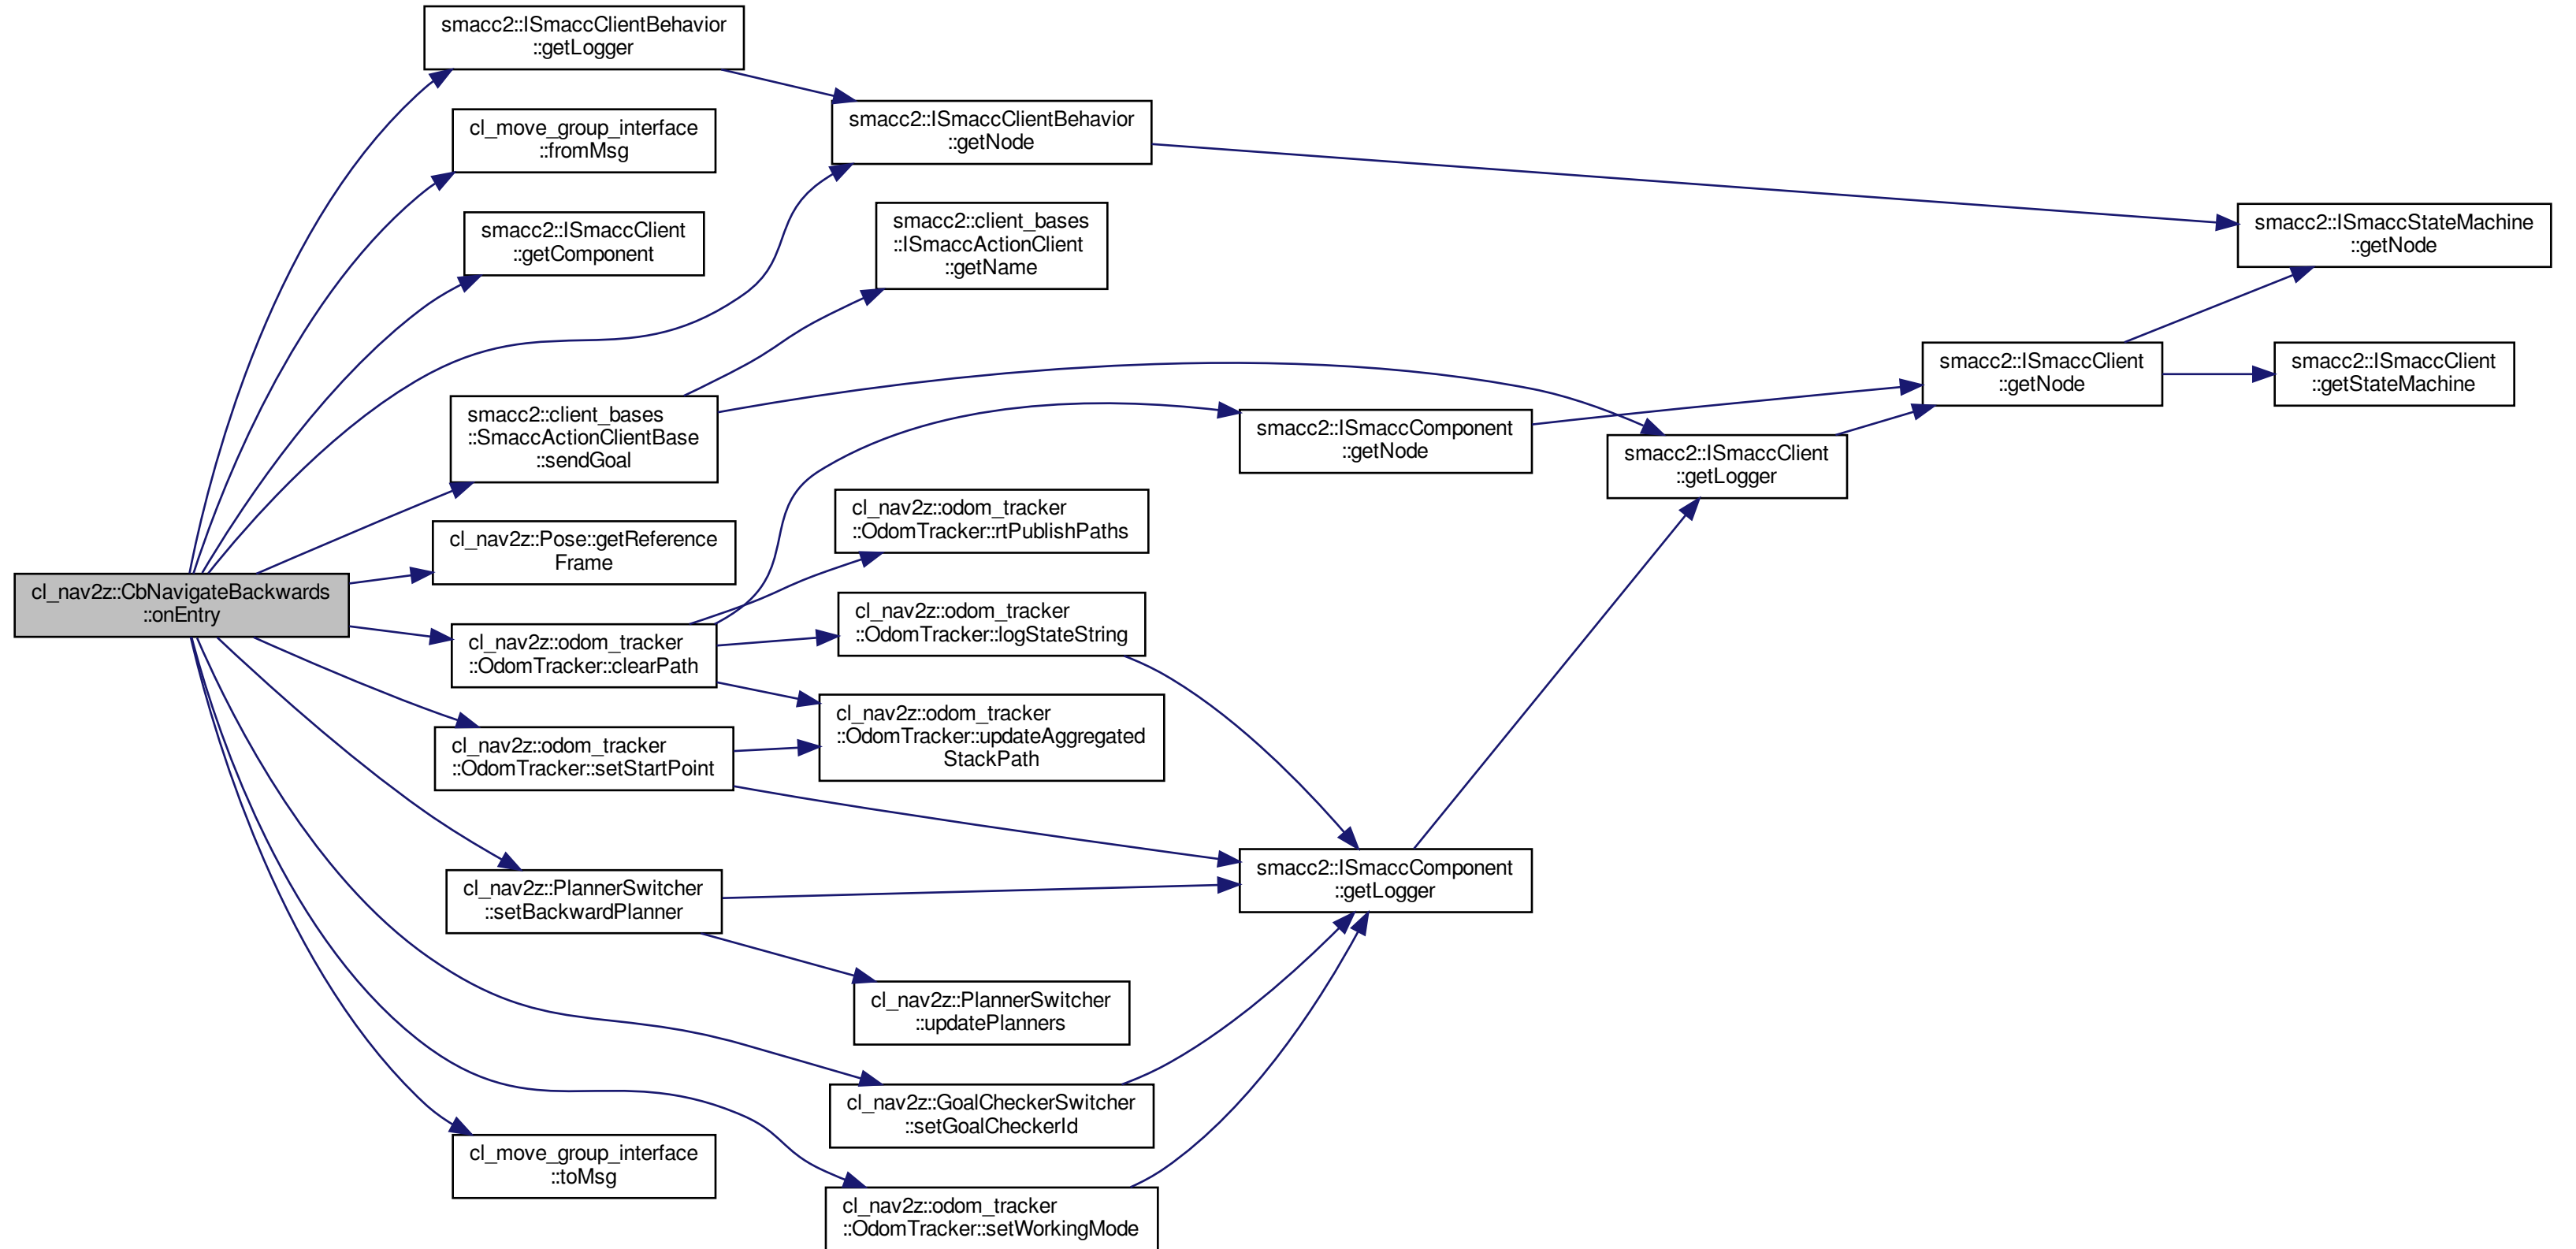 smacc2::ISmaccClientBehavior
::getLogger
cl_move_group_interface
::fromMsg
smacc2::ISmaccClientBehavior
::getNode
smacc2::ISmaccClient
::getComponent
smacc2::client_bases
::ISmaccActionClient
::getName
smacc2::ISmaccStateMachine
::getNode
smacc2::ISmaccClient
::getNode
smacc2::ISmaccClient
::getStateMachine
smacc2::client_bases
::SmaccActionClientBase
::sendGoal
smacc2::ISmaccComponent
::getNode
smacc2::ISmaccClient
::getLogger
cl_nav2z::odom_tracker
::OdomTracker::rtPublishPaths
cl_nav2z::Pose::getReference
Frame
cl_nav2z::CbNavigateBackwards
::onEntry
cl_nav2z::odom_tracker
::OdomTracker::logStateString
cl_nav2z::odom_tracker
::OdomTracker::clearPath
cl_nav2z::odom_tracker
::OdomTracker::updateAggregated
StackPath
cl_nav2z::odom_tracker
::OdomTracker::setStartPoint
smacc2::ISmaccComponent
::getLogger
cl_nav2z::PlannerSwitcher
::setBackwardPlanner
cl_nav2z::PlannerSwitcher
::updatePlanners
cl_nav2z::GoalCheckerSwitcher
::setGoalCheckerId
cl_move_group_interface
::toMsg
cl_nav2z::odom_tracker
::OdomTracker::setWorkingMode